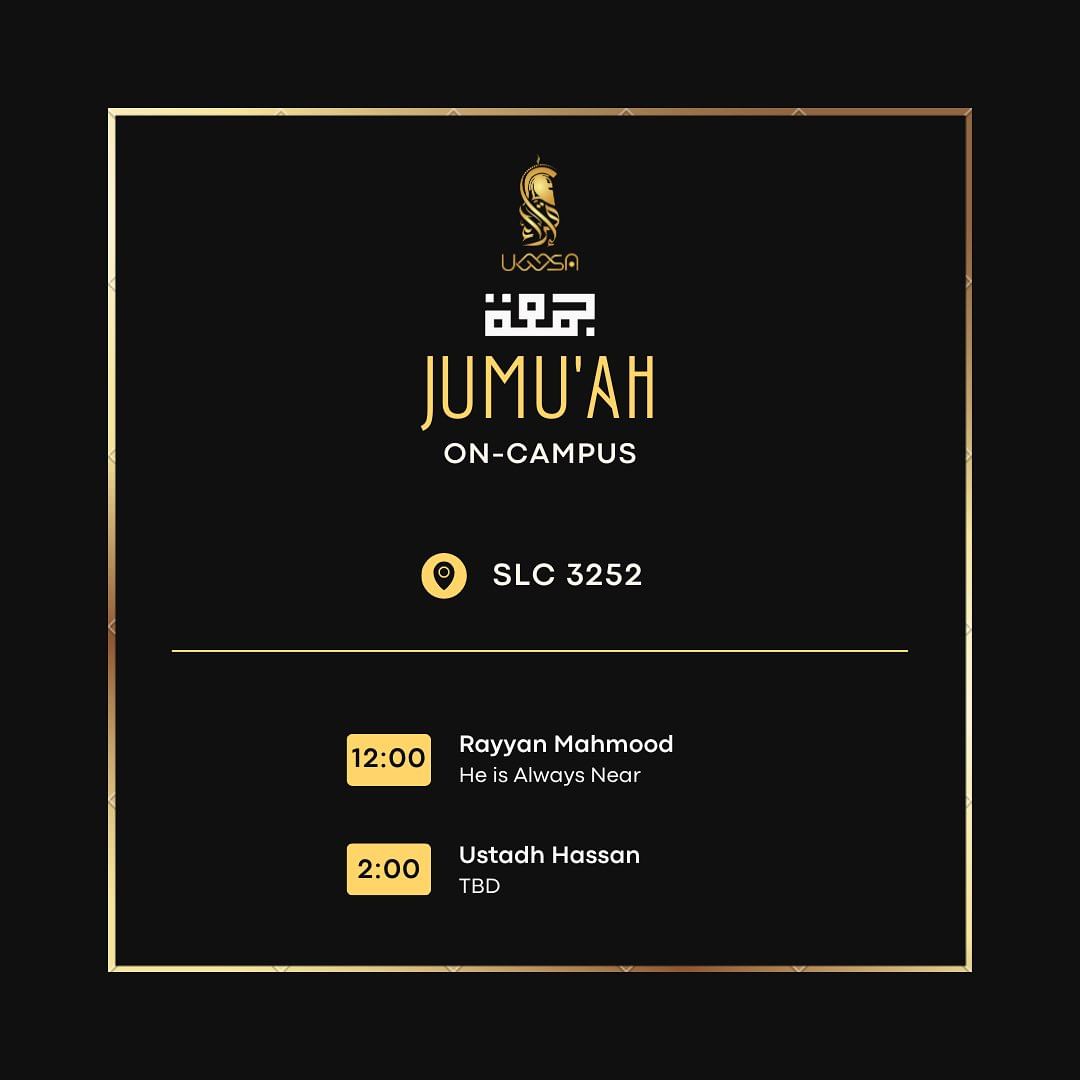 UCMSA
جمعة
JUMU'AH
ON-CAMPUS
SLC 3252
12:00
Rayyan Mahmood
He is Always Near
2:00
Ustadh Hassan
TBD